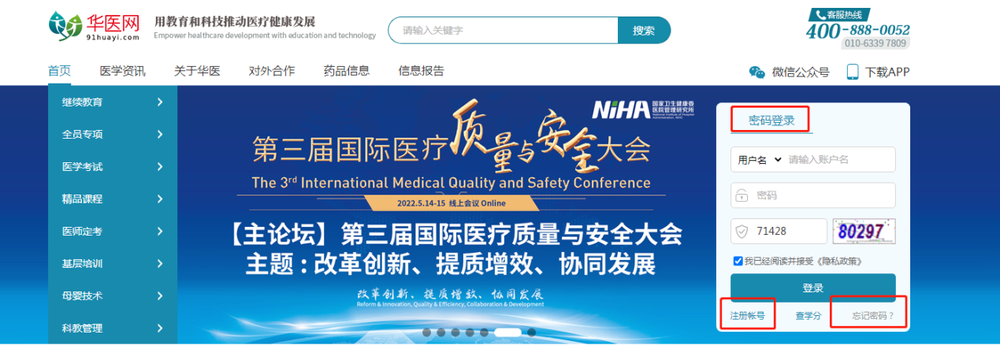 华医网
91huayi.com
用教育和科技推动医疗健康发展
Empower healthcare development with education and technology
请输入关键字
搜索
客服热线
400-888-0052
010-6339 7809
首页
医学资讯
关于华医
对外合作
药品信息
信息报告
微信公众号
下载APP
继续教育
全员专项
医学考试
精品课程
医师定考
基层培训
母婴技术
科教管理
NiHA
国家卫生健康委
医院管理研究所
第三届国际医疗质量与安全大会
The 3rd International Medical Quality and Safety Conference
2022.5.14-15 线上会议 Online
【主论坛】第三届国际医疗质量与安全大会
主题:改革创新、提质增效、协同发展
改革创新、提质增效、协同发展
Reform & Innovation, Quality & Efficiency, Collaboration & Development
密码登录
用户名
请输入账户名
密码
71428
80297
我已经阅读并接受《隐私政策》
登录
注册帐号
查学分
忘记密码？